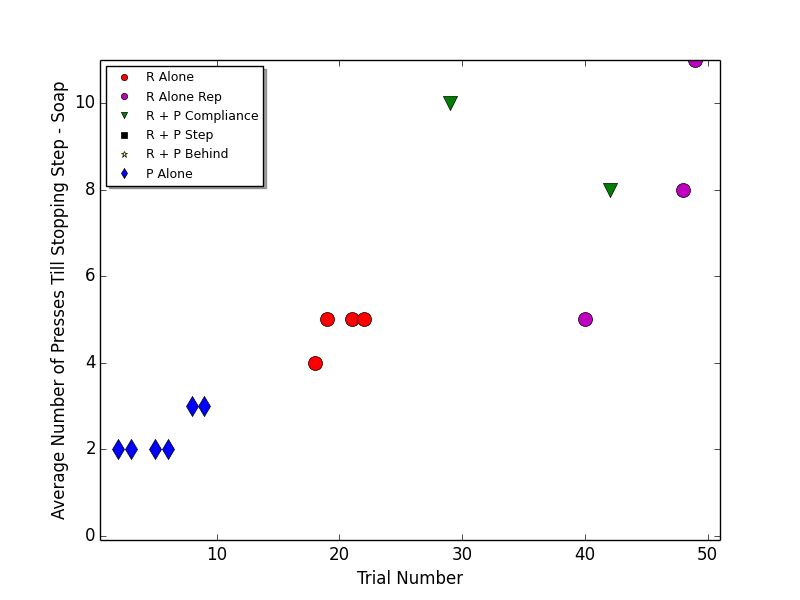 R Alone
R Alone Rep
R + P Compliance
R + P Step
R + P Behind
P Alone
Average Number of Presses Till Stopping Step - Soap
10
8
6
4
2
0
10 20 30 40 50
Trial Number